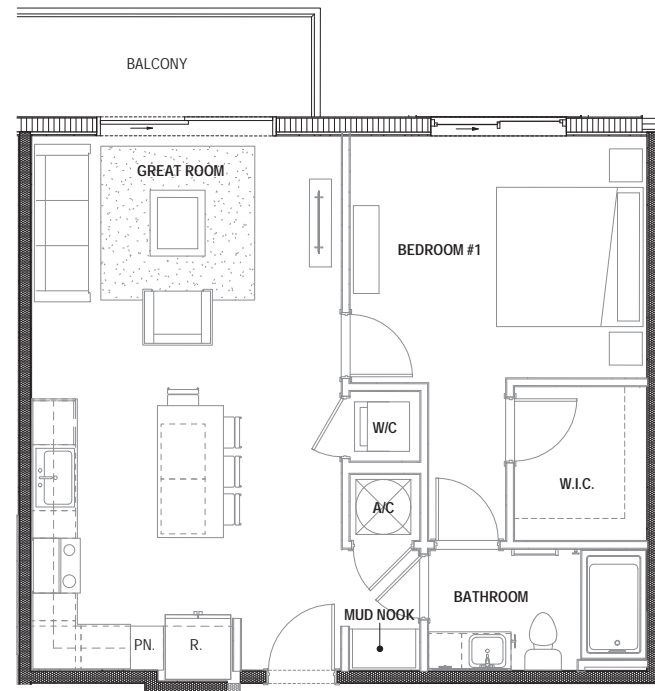 BALCONY
GREAT ROOM
BEDROOM #1
W/C
W.I.C.
A/C
BATHROOM
MUD NOOK
PN.
R.